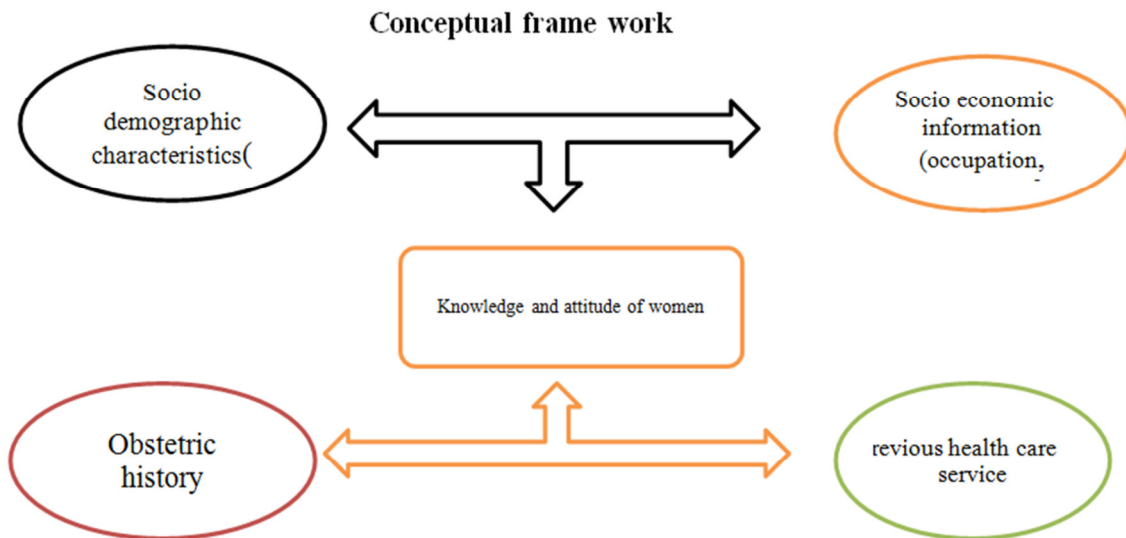 Conceptual frame work
Socio
demographic
characteristics(
Socio economic
information
(occupation,
Knowledge and attitude of women
Obstetric
history
revious health care
service